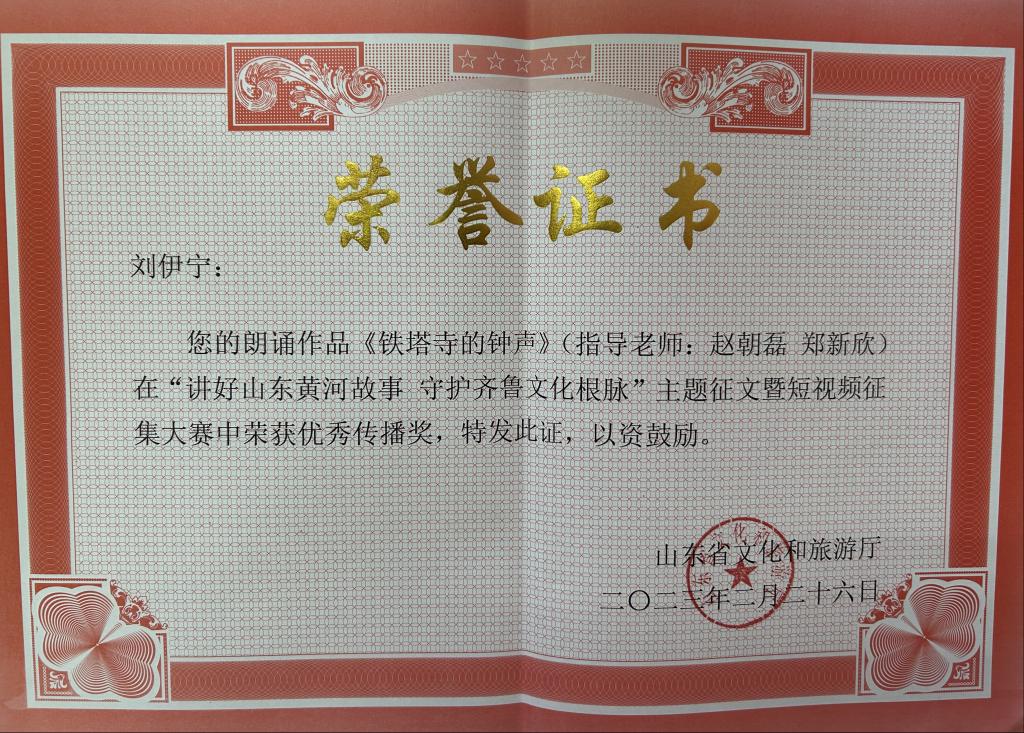 荣誉证书
刘伊宁：
您的朗诵作品《铁塔寺的钟声》（指导老师：赵朝磊 郑新欣）
在“讲好山东黄河故事 守护齐鲁文化根脉”主题征文暨短视频征
集大赛中荣获优秀传播奖，特发此证，以资鼓励。
山东省文化和旅游厅
二〇二三年二月二十六日